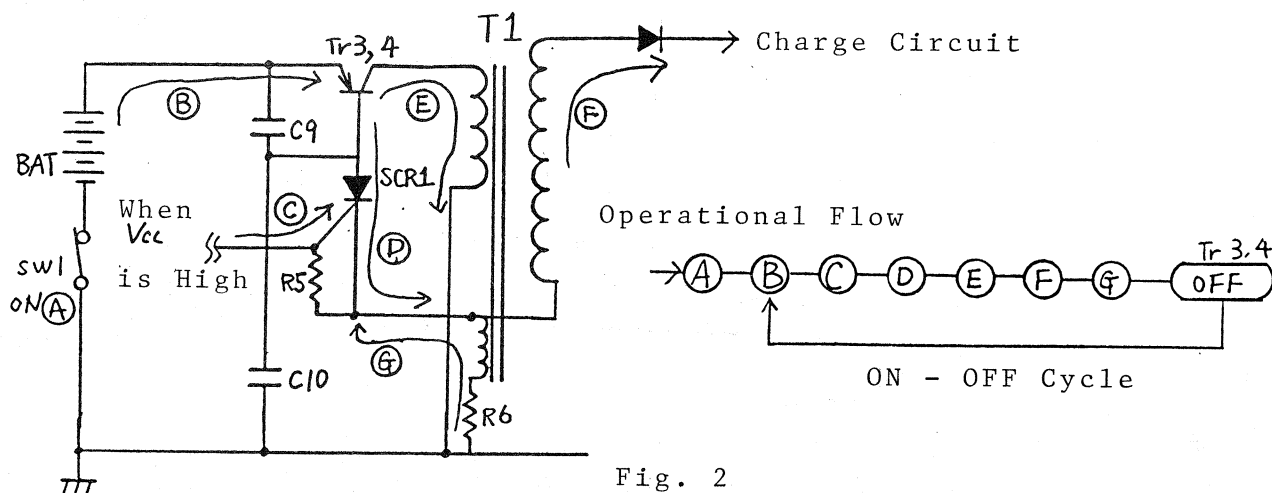 T1
Tr3,4
Charge Circuit
B
E
F
C9
BAT
SCR1
When
Vcc
is High
C
D
SW1
ON A
R5
G
C10
R6
Operational Flow
A B C D E F G
Tr 3,4
OFF
ON - OFF Cycle
Fig. 2